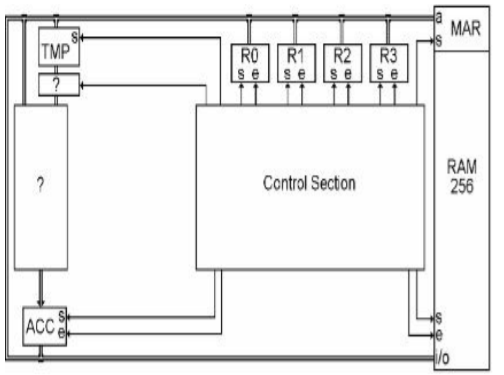 a
MAR
s
TMP s
?
R0
s e
R1
s e
R2
s e
R3
s e
?
Control Section
RAM
256
ACC s
e
s
e
i/o